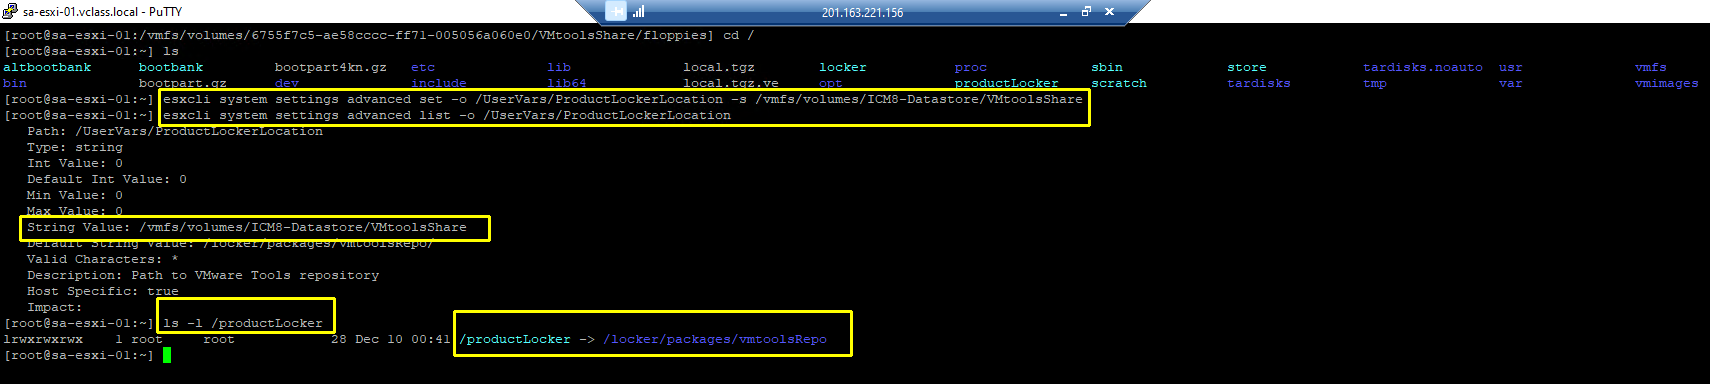 sa-esxi-01.vclass.local - PuTTY
201.163.221.156
[root@sa-esxi-01:/vmfs/volumes/6755f7c5-ae58cccc-ff71-005056a060e0/VMtoolsShare/floppies] cd /
[root@sa-esxi-01:~] ls
altbootbank bootbank bootpart4kn.gz etc lib local.tgz locker proc sbin store tardisks.noauto usr vmfs
bin bootpart.gz dev include lib64 local.tgz.ve opt productLocker scratch tardisks tmp var vmimages
[root@sa-esxi-01:~] esxcli system settings advanced set -o /UserVars/ProductLockerLocation -s /vmfs/volumes/ICM8-Datastore/VMtoolsShare
[root@sa-esxi-01:~] esxcli system settings advanced list -o /UserVars/ProductLockerLocation
Path: /UserVars/ProductLockerLocation
Type: string
Int Value: 0
Default Int Value: 0
Min Value: 0
Max Value: 0
String Value: /vmfs/volumes/ICM8-Datastore/VMtoolsShare
Default String Value: /locker/packages/vmtoolsRepo/
Valid Characters: *
Description: Path to VMware Tools repository
Host Specific: true
Impact:
[root@sa-esxi-01:~] ls -l /productLocker
lrwxrwxrwx 1 root root 28 Dec 10 00:41 /productLocker -> /locker/packages/vmtoolsRepo
[root@sa-esxi-01:~]